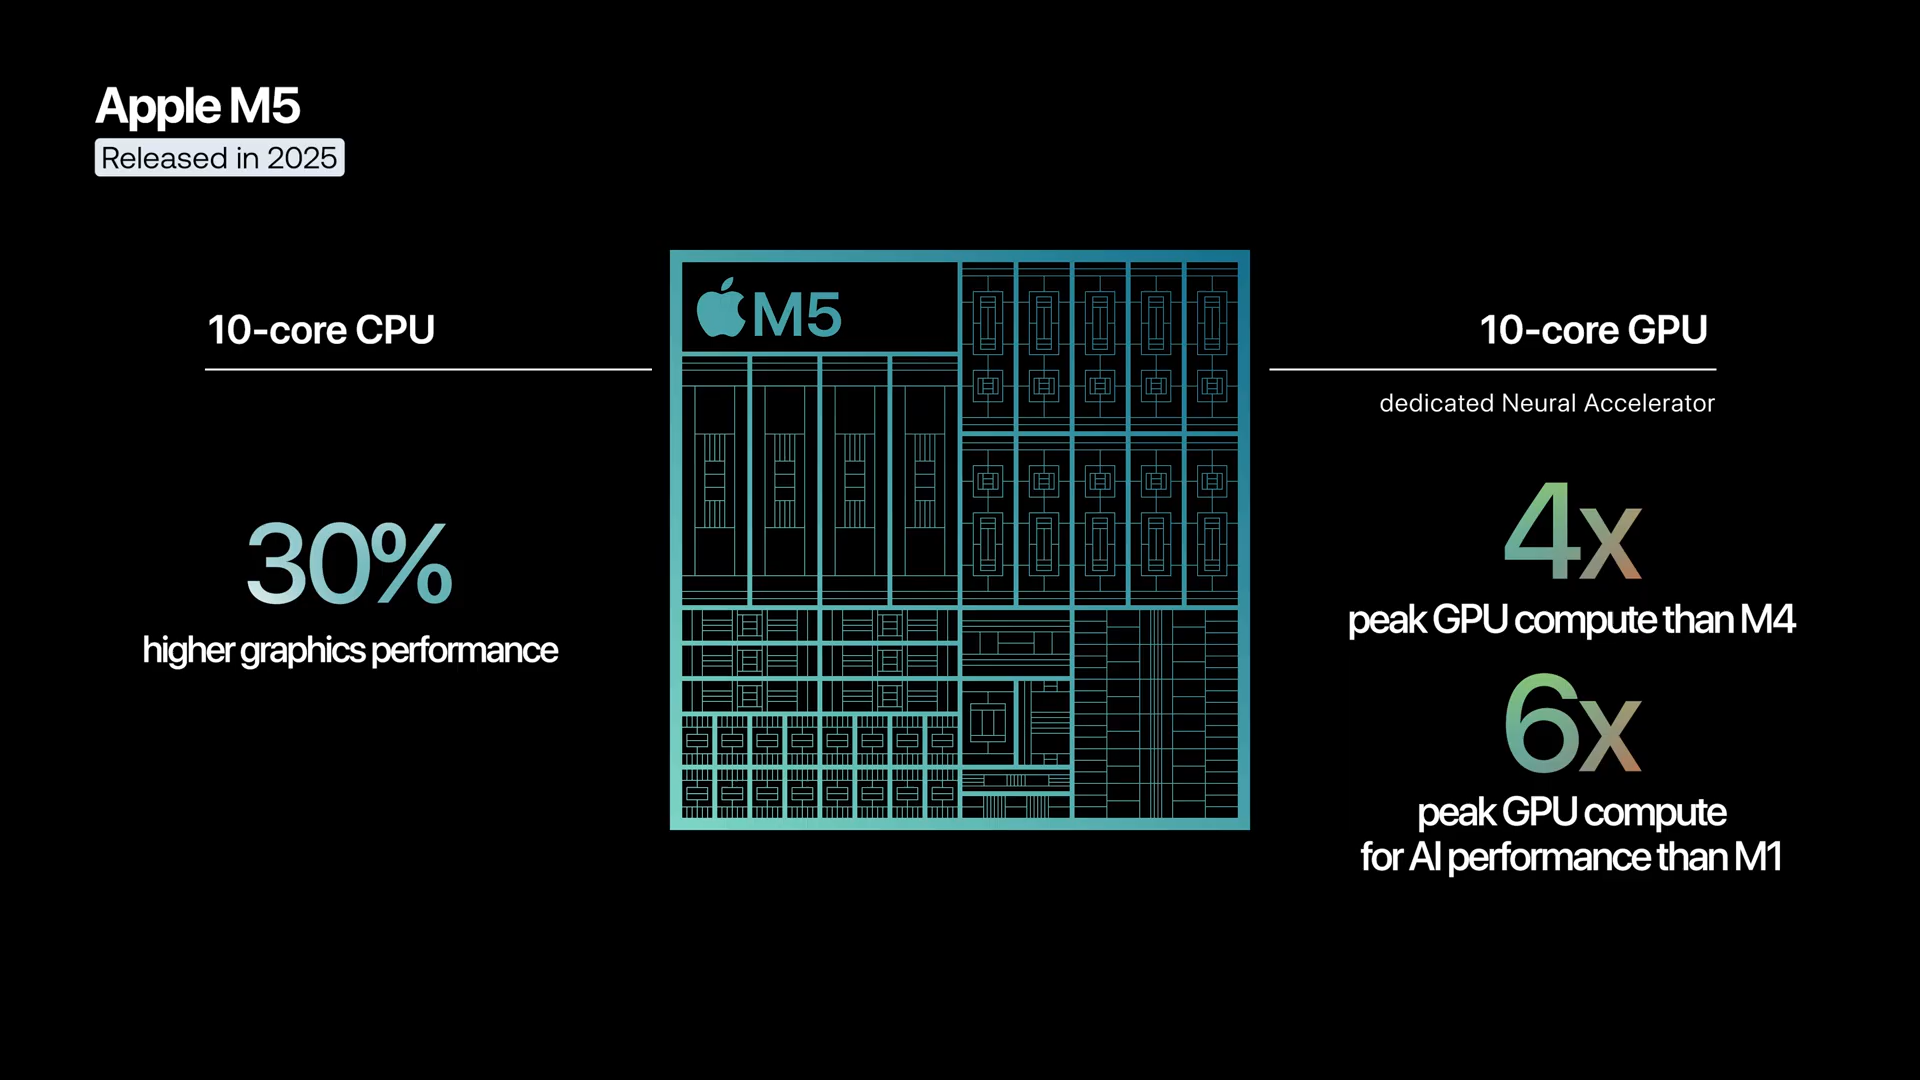 Apple M5
Released in 2025
10-core CPU
30%
higher graphics performance
M5
10-core GPU
dedicated Neural Accelerator
4x
peak GPU compute than M4
6x
peak GPU compute
for AI performance than M1